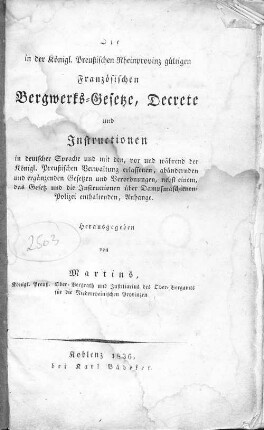 Die
in der Königl. Preußischen Rheinprovinz gültigen
Französischen
Bergwerks-Gesetze, Decrete
und
Instructionen
in deutscher Sprache und mit den, vor und während der
Königl. Preußischen Verwaltung erlassenen, abändernden
und ergänzenden Gesetzen und Verordnungen, nebst einem,
das Gesetz und die Instructionen über Dampfmaschinen-
Polizei enthaltenden, Anhange.
2503
Herausgegeben
von
Martins,
Königl. Preuß. Ober-Bergrath und Justitiarius des Ober-Bergamts
für die Niederrheinischen Provinzen.
Koblenz 1836,
bei Karl Bädeker.